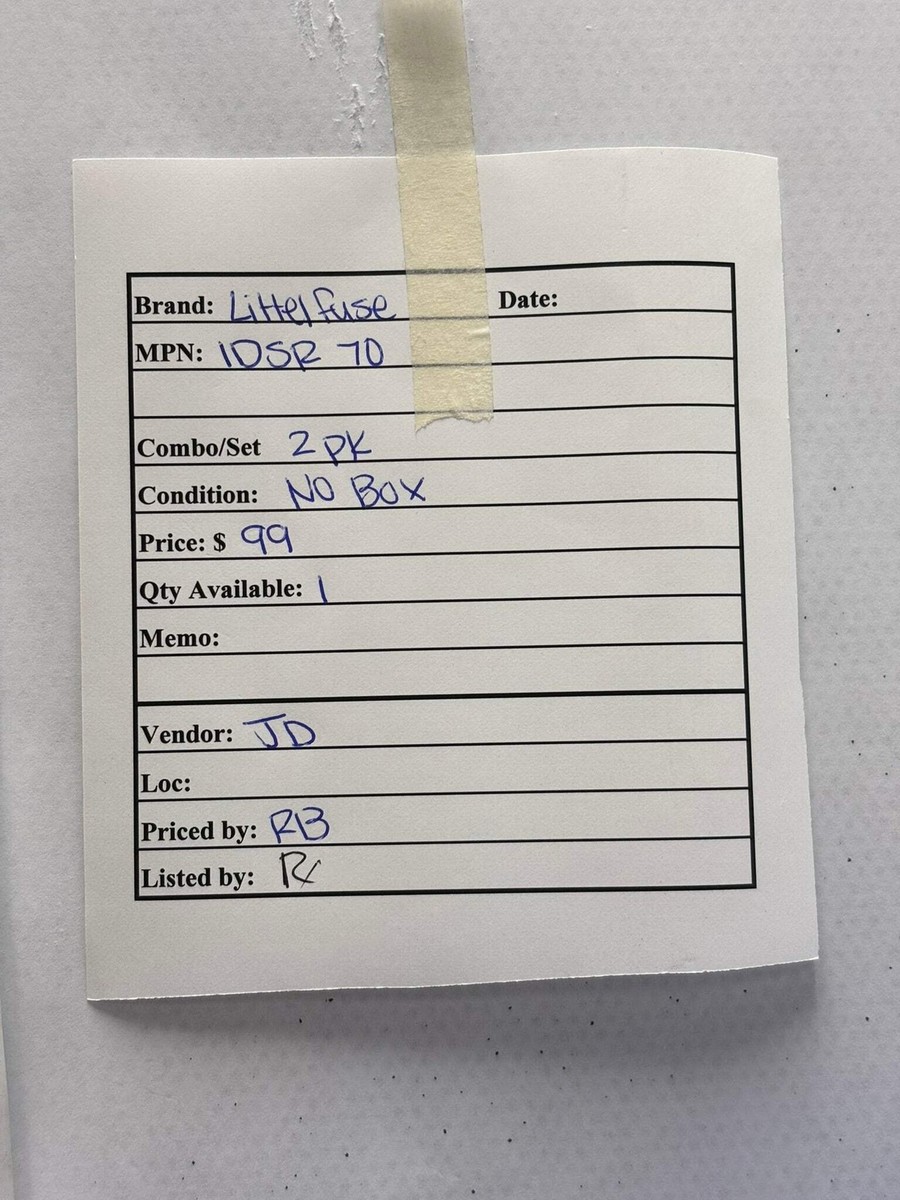 Brand: Littelfuse Date:
MPN: IDSR 70
Combo/Set 2 PK
Condition: NO BOX
Price: $ 99
Qty Available: 1
Memo:
Vendor: JD
Loc:
Priced by: RB
Listed by: